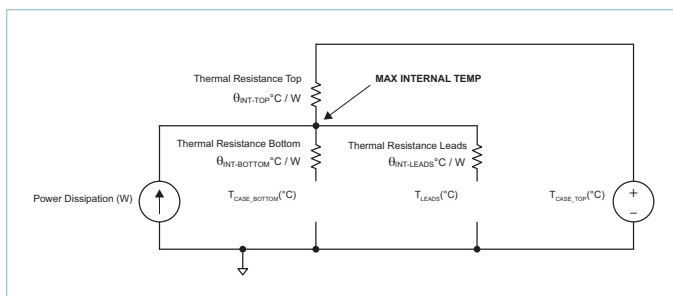 Thermal Resistance Top
θINT-TOP°C / W
MAX INTERNAL TEMP
Thermal Resistance Bottom
θINT-BOTTOM°C / W
Thermal Resistance Leads
θINT-LEADS°C / W
Power Dissipation (W)
TCASE_BOTTOM(°C)
TLEADS(°C)
TCASE_TOP(°C)
+
–